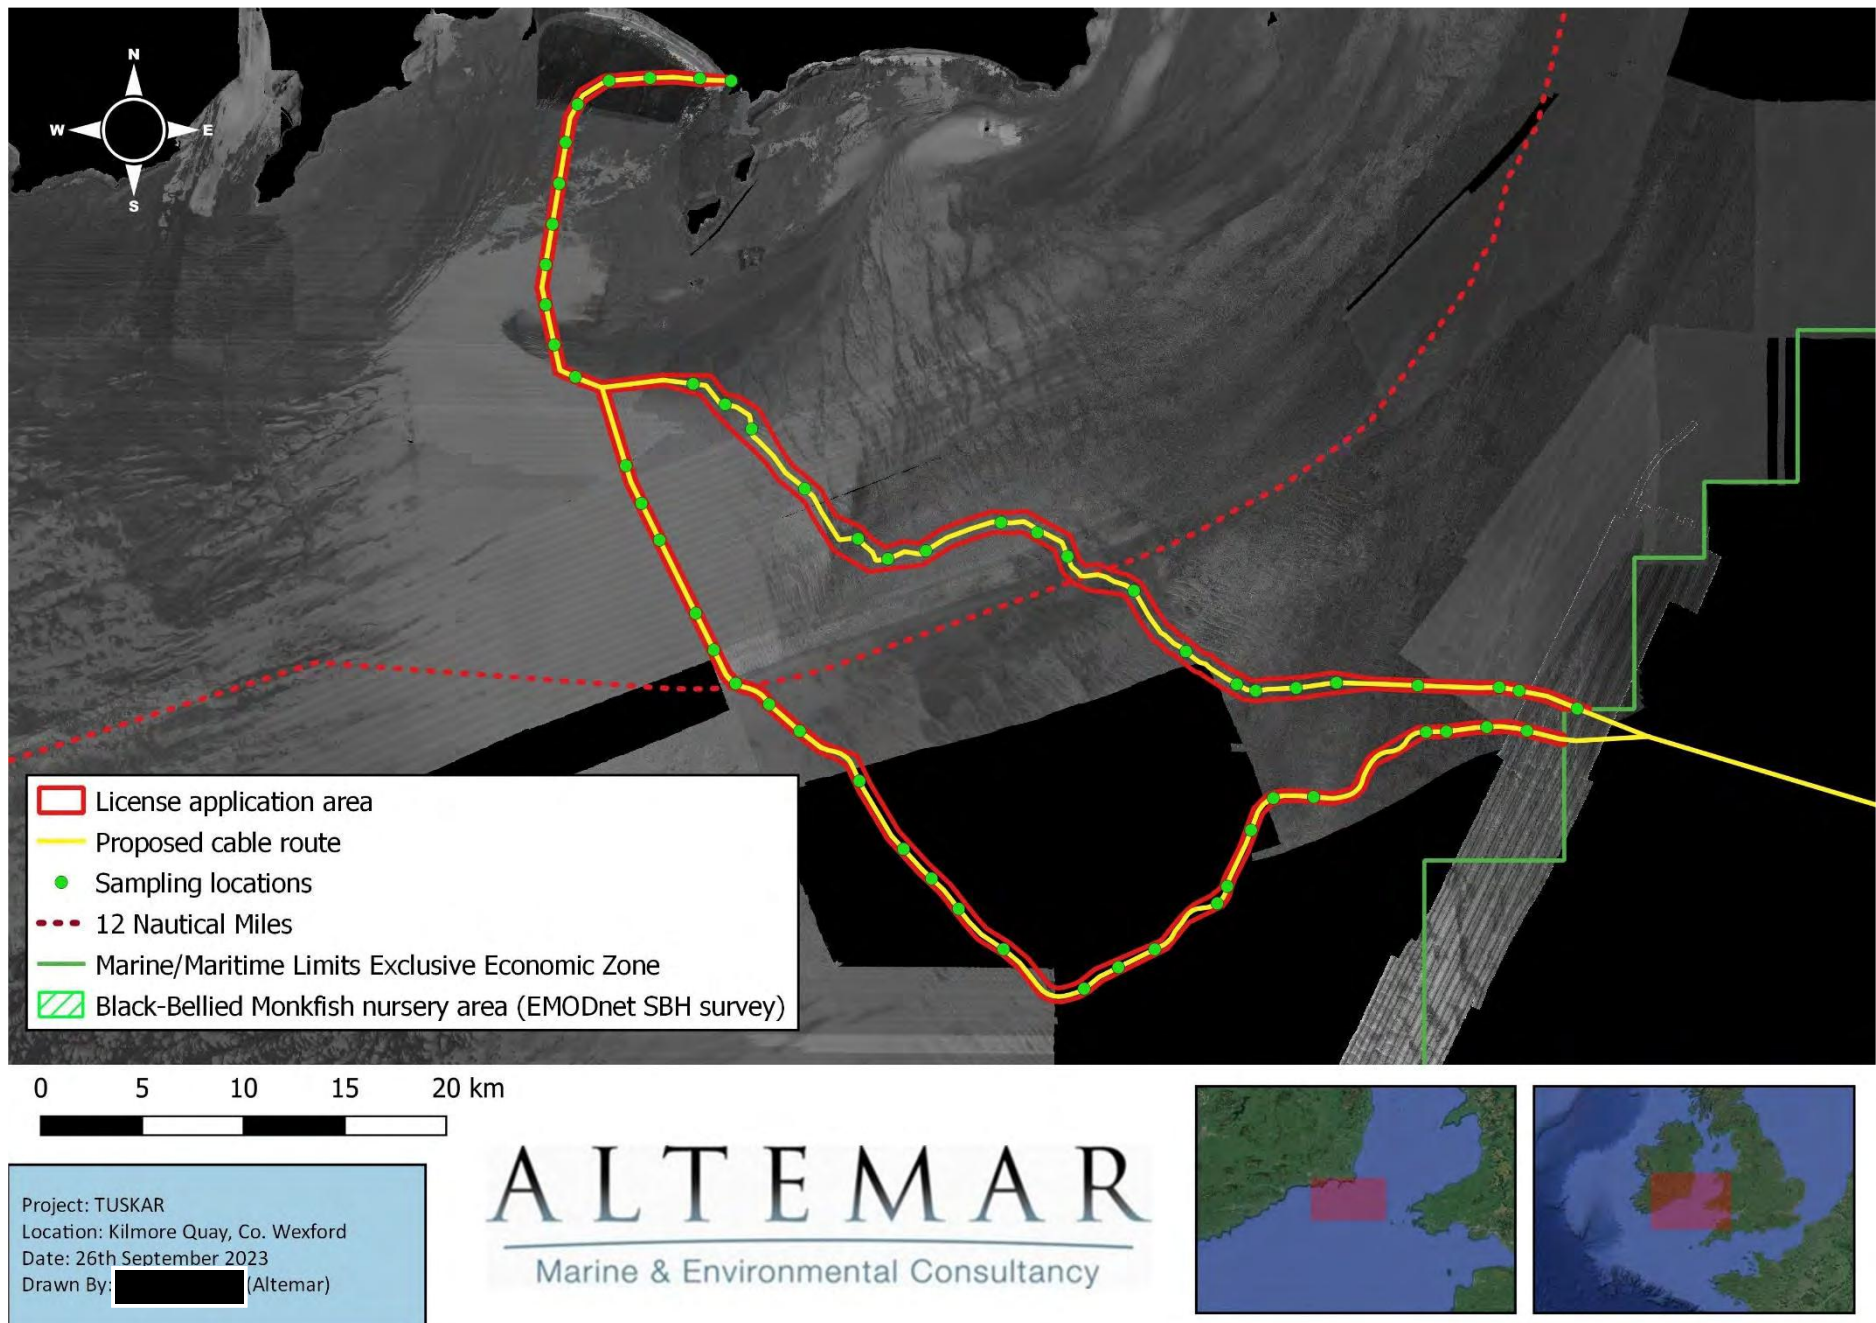 N
W
E
S
License application area
Proposed cable route
Sampling locations
12 Nautical Miles
Marine/Maritime Limits Exclusive Economic Zone
Black-Bellied Monkfish nursery area (EMODnet SBH survey)
0 5 10 15 20 km
Project: TUSKAR
Location: Kilmore Quay, Co. Wexford
Date: 26th September 2023
Drawn By: (Altemar)
ALTEMAR
Marine & Environmental Consultancy